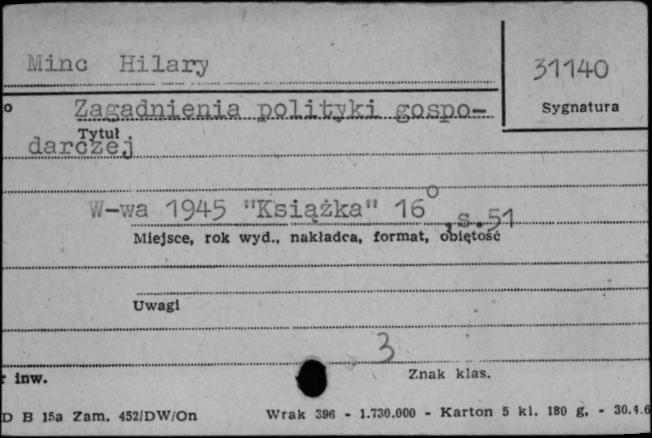 Minc Hilary
31140
Sygnatura
o Zagadnienia polityki gospo-
Tytuł
darczej
W-wa 1945 "Książka" 16° , s.51
Miejsce, rok wyd., nakładca, format, objętość
Uwagi
3
r inw.
Znak klas.
D B 15a Zam. 452/DW/On Wrak 396 - 1.730.000 - Karton 5 kl. 180 g. - 30.4.6